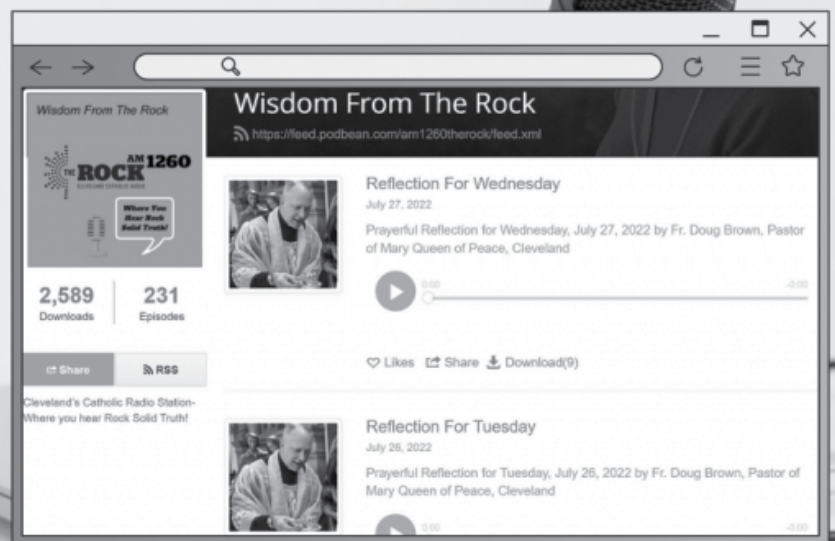 Wisdom From The Rock
THE ROCK AM 1260
CLEVELAND CATHOLIC RADIO
Where You
Hear Rock
Solid Truth!
2,589
Downloads
231
Episodes
Share
RSS
Cleveland's Catholic Radio Station-
Where you hear Rock Solid Truth!
Wisdom From The Rock
https://feed.podbean.com/am1260therock/feed.xml
Reflection For Wednesday
July 27, 2022
Prayerful Reflection for Wednesday, July 27, 2022 by Fr. Doug Brown, Pastor
of Mary Queen of Peace, Cleveland
0:00 -0:00
Likes Share Download(9)
Reflection For Tuesday
July 26, 2022
Prayerful Reflection for Tuesday, July 26, 2022 by Fr. Doug Brown, Pastor of
Mary Queen of Peace, Cleveland
0:00 -0:00